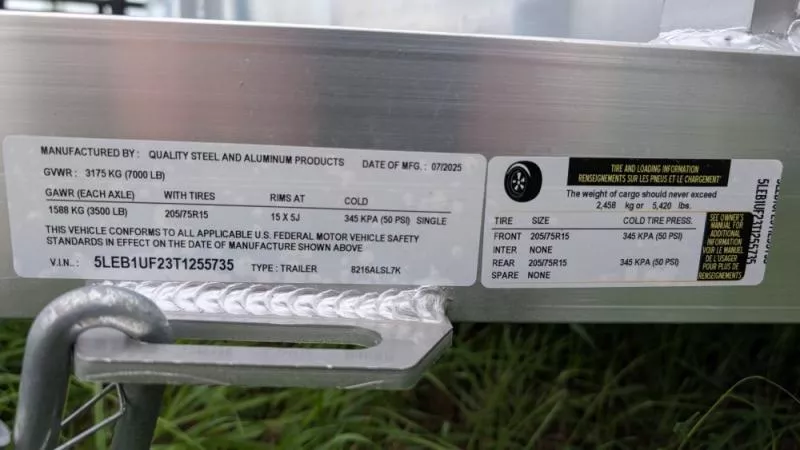 MANUFACTURED BY : QUALITY STEEL AND ALUMINUM PRODUCTS DATE OF MFG. : 07/2025
GVWR : 3175 KG (7000 LB)
GAWR (EACH AXLE) WITH TIRES RIMS AT COLD
1588 KG (3500 LB) 205/75R15 15 X 5J 345 KPA (50 PSI) SINGLE
THIS VEHICLE CONFORMS TO ALL APPLICABLE U.S. FEDERAL MOTOR VEHICLE SAFETY
STANDARDS IN EFFECT ON THE DATE OF MANUFACTURE SHOWN ABOVE
V.I.N.. : 5LEB1UF23T1255735 TYPE : TRAILER 8216ALSL7K
TIRE AND LOADING INFORMATION
RENSEIGNEMENTS SUR LES PNEUS ET LE CHARGEMENT
The weight of cargo should never exceed
2,458 kg or 5,420 lbs.
TIRE SIZE COLD TIRE PRESS.
FRONT 205/75R15 345 KPA (50 PSI)
INTER NONE
REAR 205/75R15 345 KPA (50 PSI)
SPARE NONE
SEE OWNER'S
MANUAL FOR
ADDITIONAL
INFORMATION
VOIR LE MANUEL
DE L'USAGER
POUR PLUS DE
RENSEIGNEMENTS
5LEBUF23T1255735